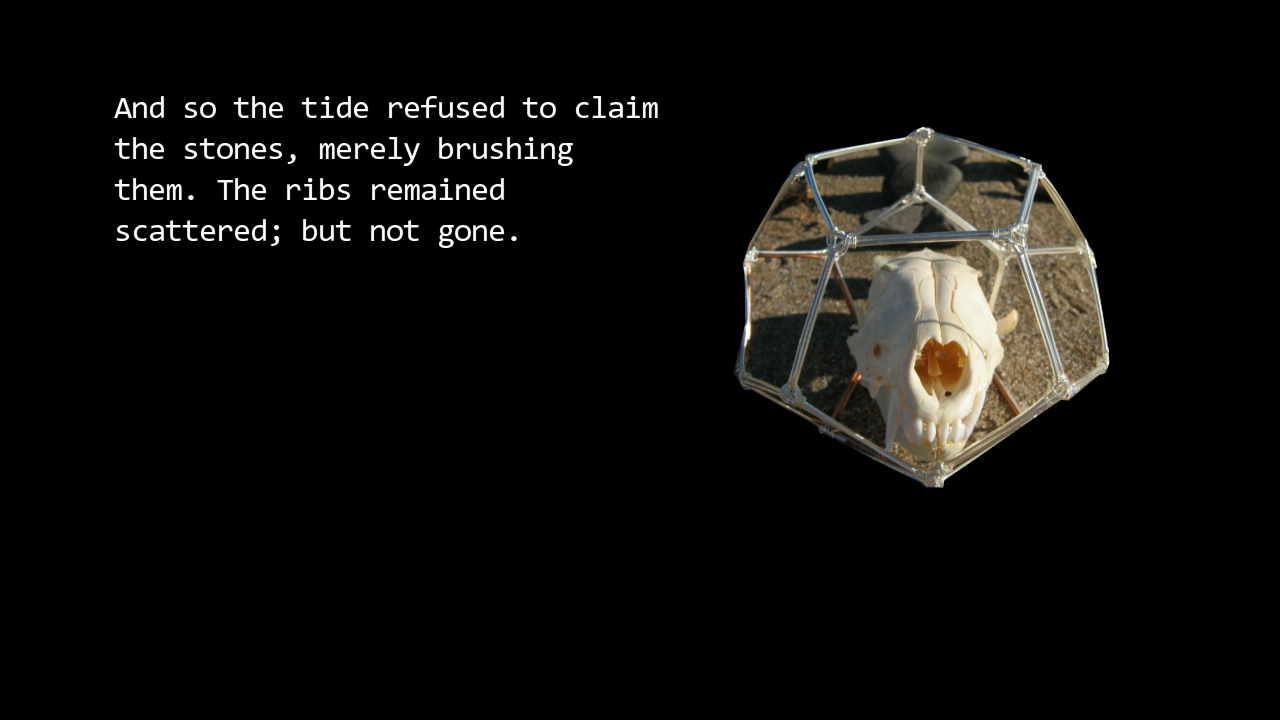 And so the tide refused to claim
the stones, merely brushing
them. The ribs remained
scattered; but not gone.